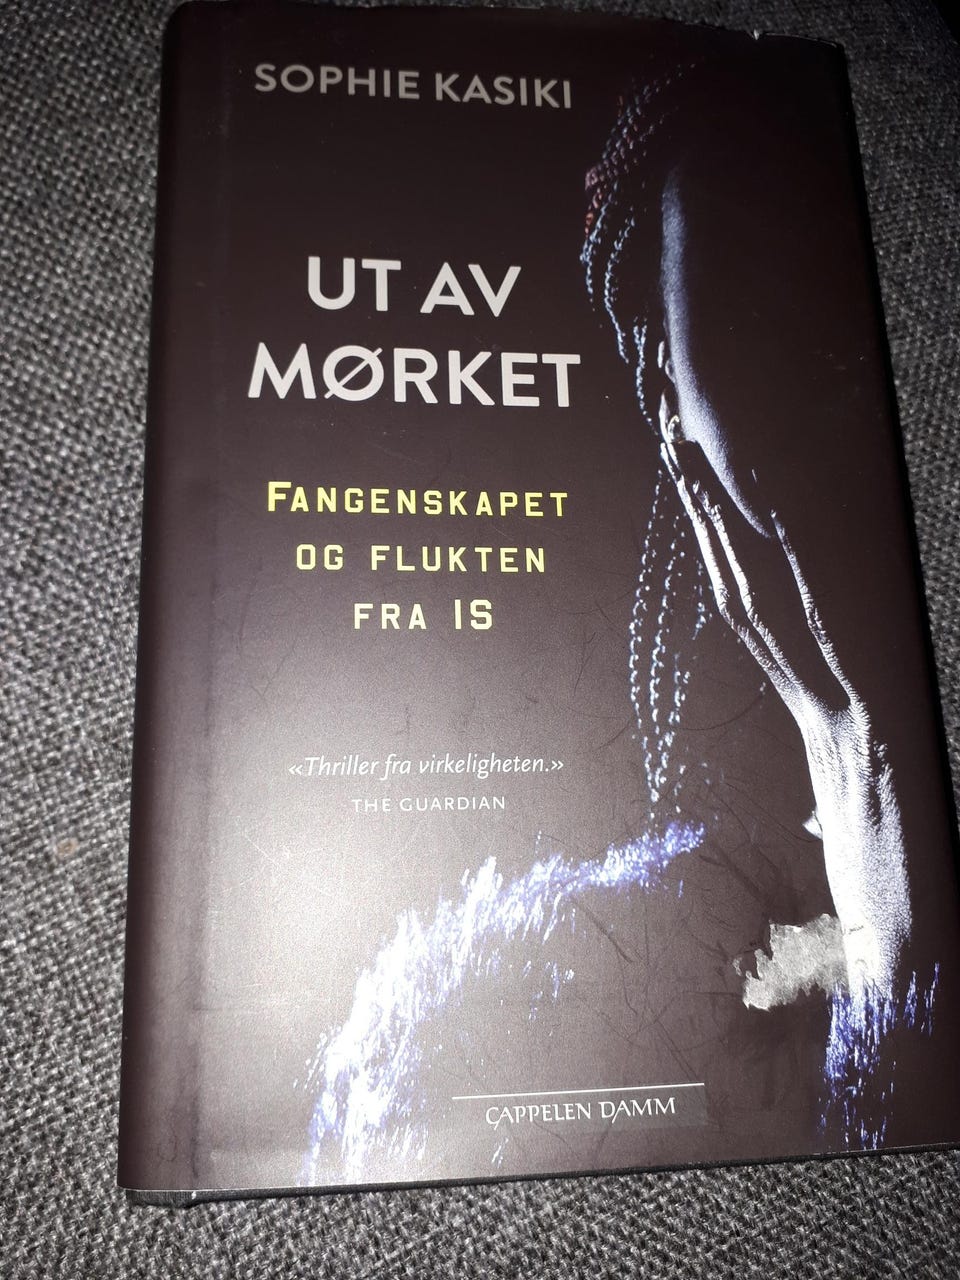 SOPHIE KASIKI
UT AV
MØRKET
FANGENSKAPET
OG FLUKTEN
FRA IS
«Thriller fra virkeligheten.»
THE GUARDIAN
CAPPELEN DAMM